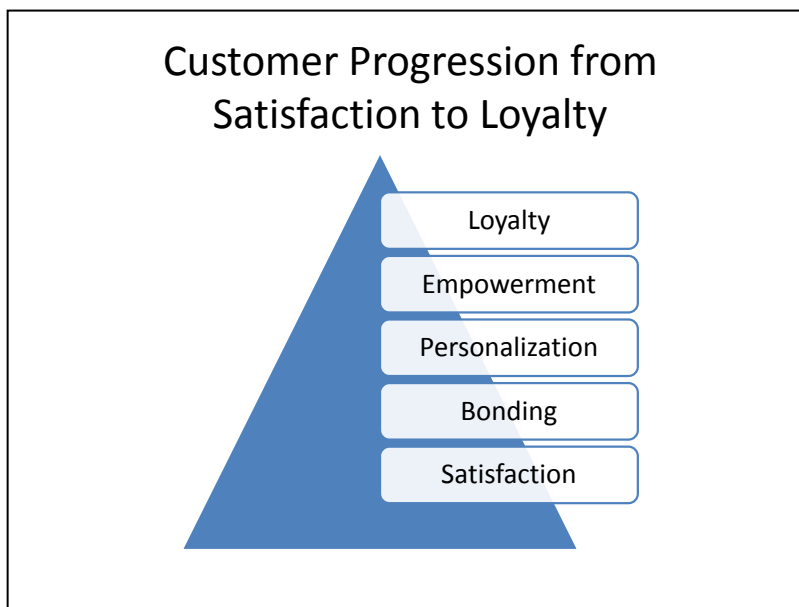 Customer Progression from
Satisfaction to Loyalty
Loyalty
Empowerment
Personalization
Bonding
Satisfaction